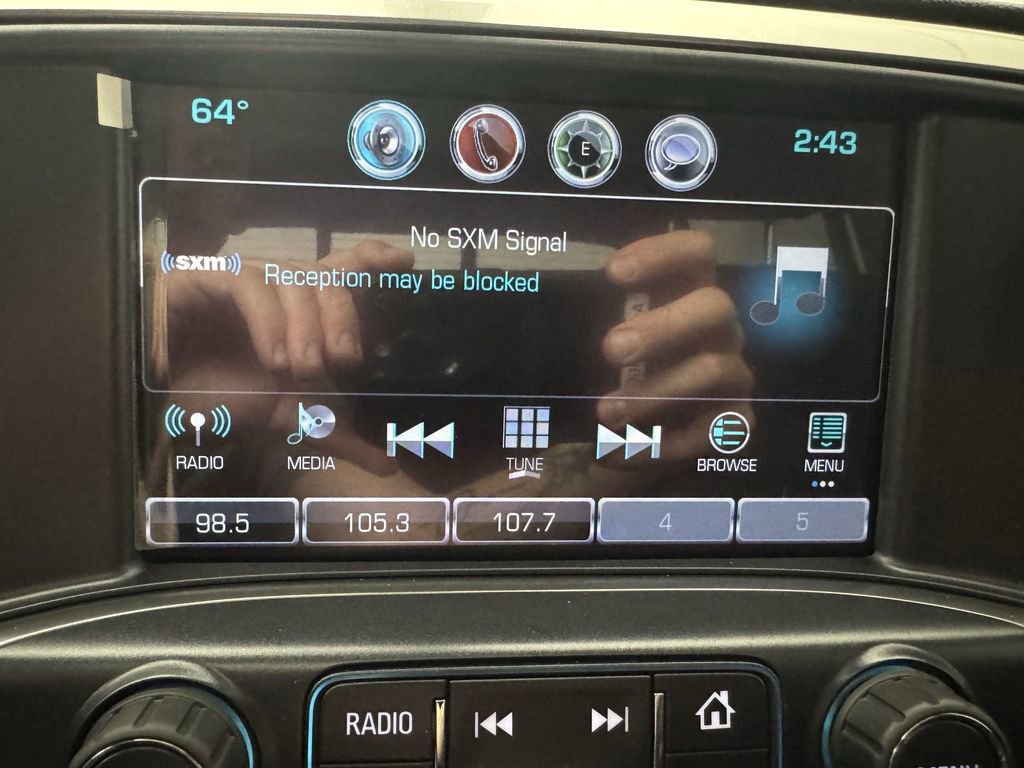 64°
E
2:43
No SXM Signal
((sxm))
Reception may be blocked
RADIO
MEDIA
TUNE
BROWSE
MENU
98.5
105.3
107.7
4
5
RADIO
MENU